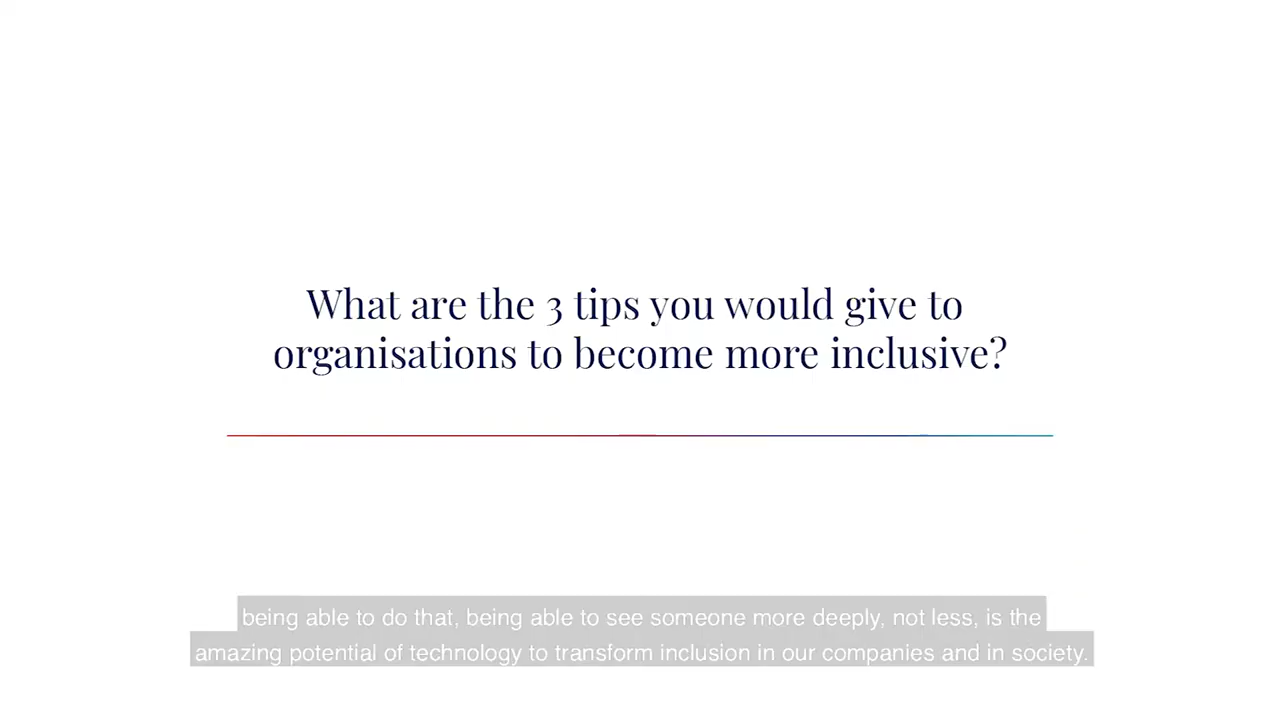 What are the 3 tips you would give to
organisations to become more inclusive?
being able to do that, being able to see someone more deeply, not less, is the
amazing potential of technology to transform inclusion in our companies and in society.